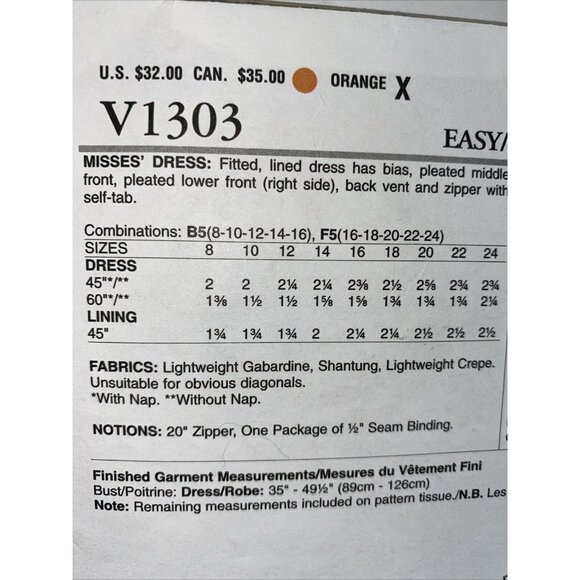 U.S. $32.00 CAN. $35.00 ORANGE X
V1303
EASY/
MISSES' DRESS: Fitted, lined dress has bias, pleated middle
front, pleated lower front (right side), back vent and zipper with
self-tab.
Combinations: B5(8-10-12-14-16), F5(16-18-20-22-24)
SIZES 8 10 12 14 16 18 20 22 24
DRESS
45"*/** 2 2 2¼ 2¼ 2⅜ 2½ 2⅝ 2¾ 2¾
60"*/** 1⅜ 1½ 1½ 1⅝ 1⅝ 1¾ 1¾ 1¾ 2¼
LINING
45" 1¾ 1¾ 1¾ 2 2¼ 2¼ 2½ 2½ 2½
FABRICS: Lightweight Gabardine, Shantung, Lightweight Crepe.
Unsuitable for obvious diagonals.
*With Nap. **Without Nap.
NOTIONS: 20" Zipper, One Package of ½" Seam Binding.
Finished Garment Measurements/Mesures du Vêtement Fini
Bust/Poitrine: Dress/Robe: 35" - 49½" (89cm - 126cm)
Note: Remaining measurements included on pattern tissue./N.B. Les